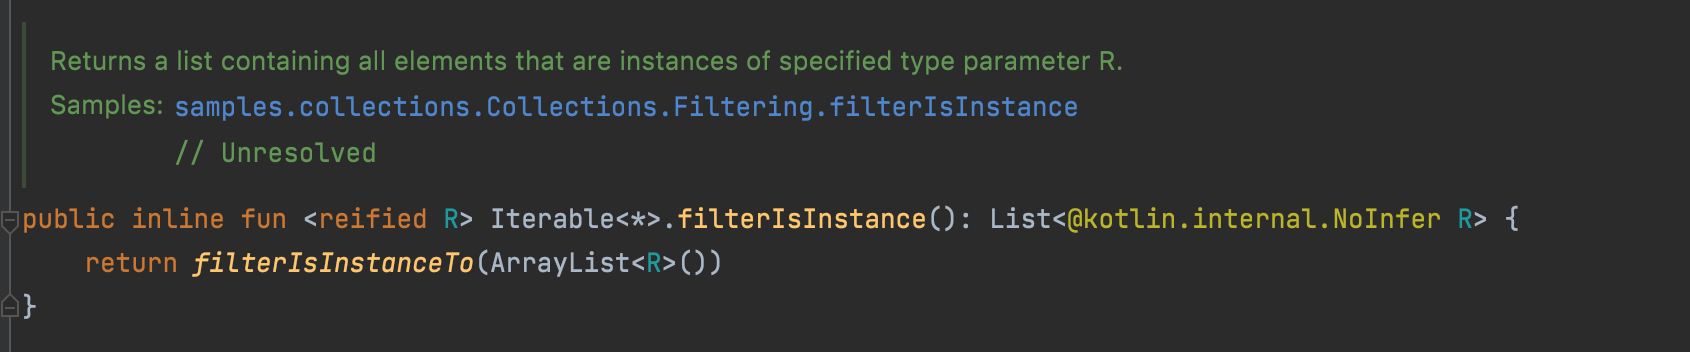 Returns a list containing all elements that are instances of specified type parameter R.
Samples: samples.collections.Collections.Filtering.filterIsInstance
// Unresolved
public inline fun <reified R> Iterable<*>.filterIsInstance(): List<@kotlin.internal.NoInfer R> {
    return filterIsInstanceTo(ArrayList<R>())
}